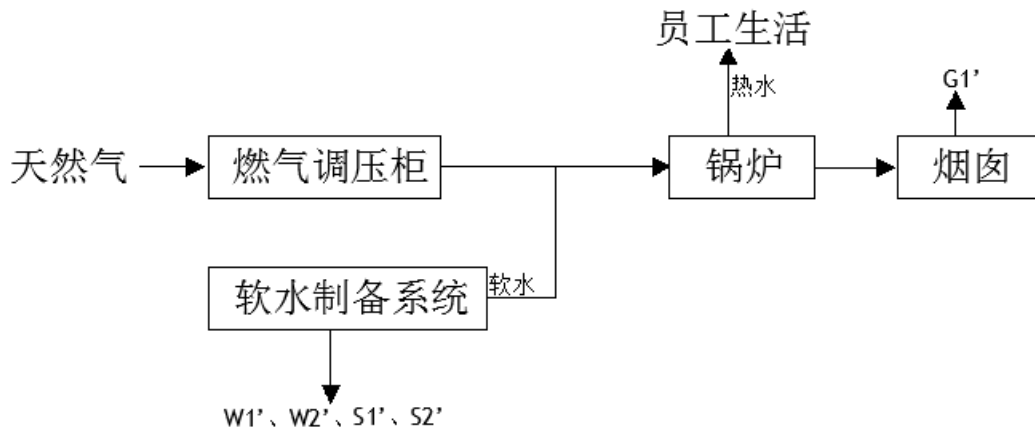 员工生活
热水
G1’
天然气
燃气调压柜
锅炉
烟囱
软水制备系统
软水
W1’、W2’、S1’、S2’